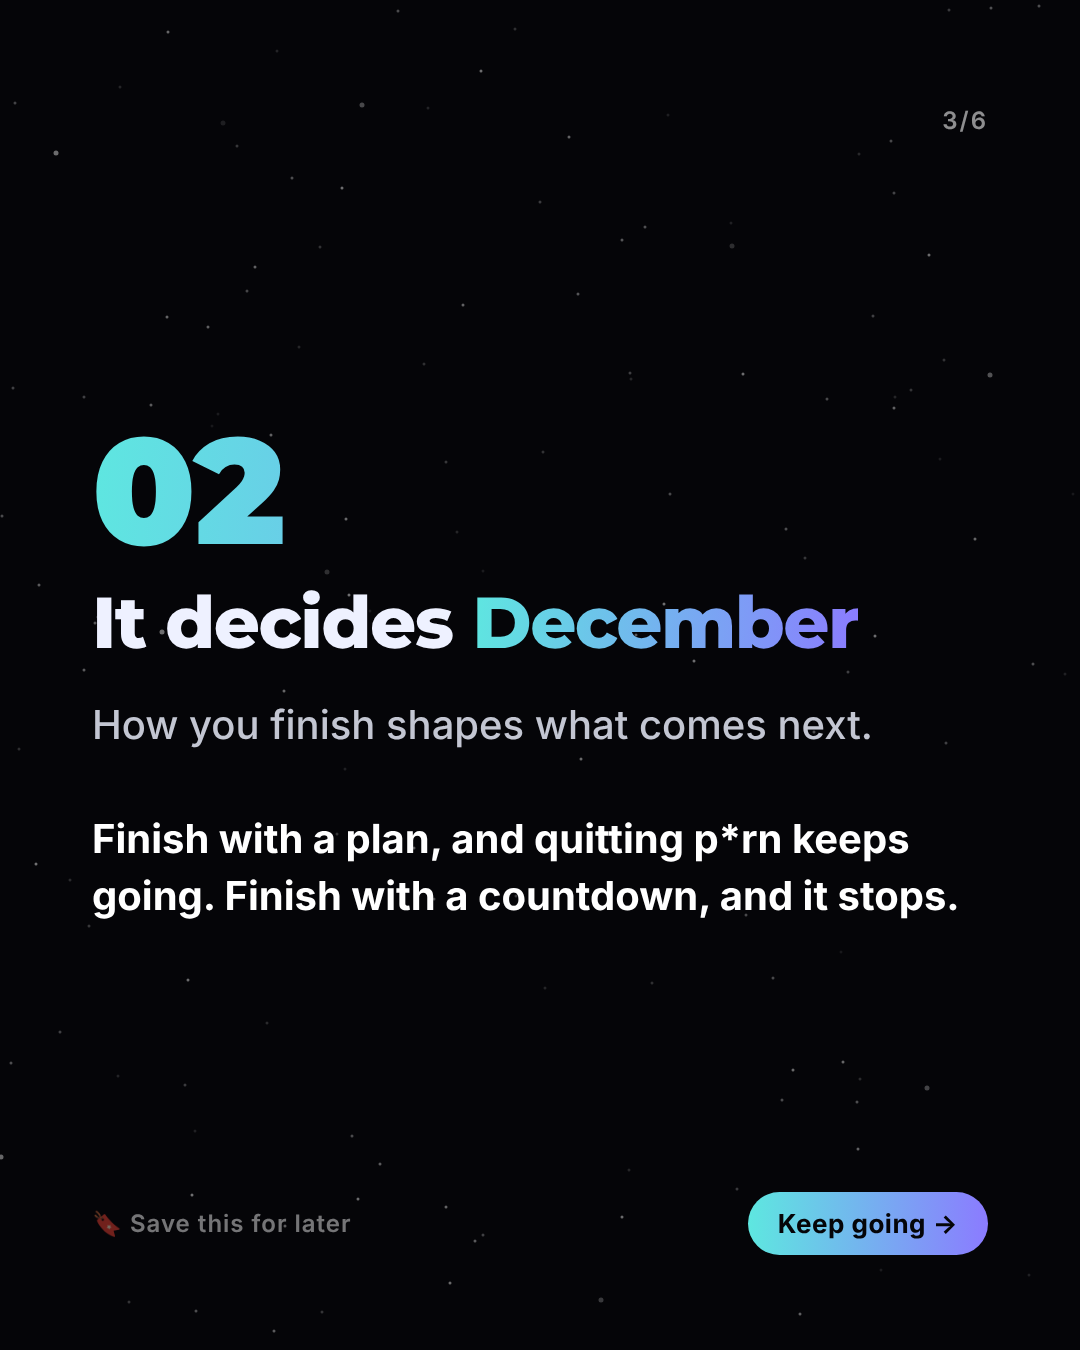 3/6
02
It decides December
How you finish shapes what comes next.
Finish with a plan, and quitting p*rn keeps
going. Finish with a countdown, and it stops.
🔖 Save this for later
Keep going →